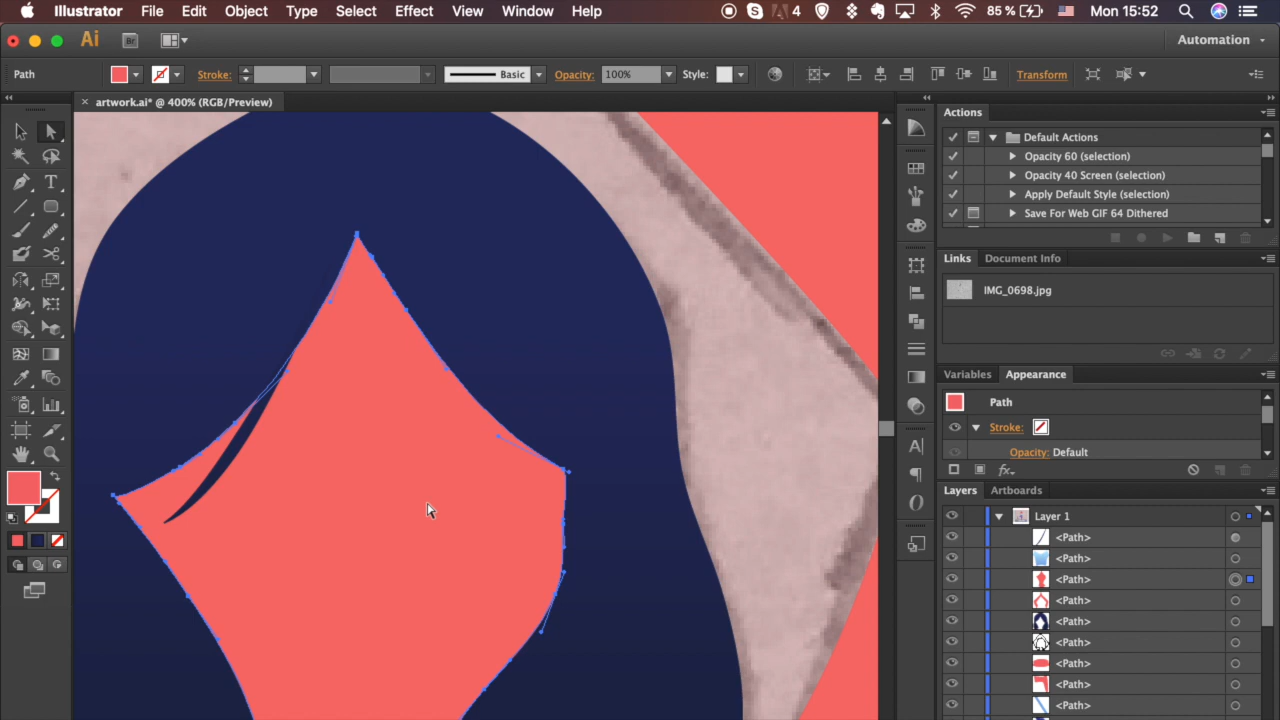 Illustrator File Edit Object Type Select Effect View Window Help 4 85 % Mon 15:52
Ai Br Automation
Path Stroke: Basic Opacity: 100% Style: Transform
× artwork.ai* @ 400% (RGB/Preview)
Actions
Default Actions
Opacity 60 (selection)
Opacity 40 Screen (selection)
Apply Default Style (selection)
Save For Web GIF 64 Dithered
Links Document Info
IMG_0698.jpg
Variables Appearance
Path
Stroke:
Opacity: Default
fx
Layers Artboards
Layer 1
<Path>
<Path>
<Path>
<Path>
<Path>
<Path>
<Path>
<Path>
<Path>